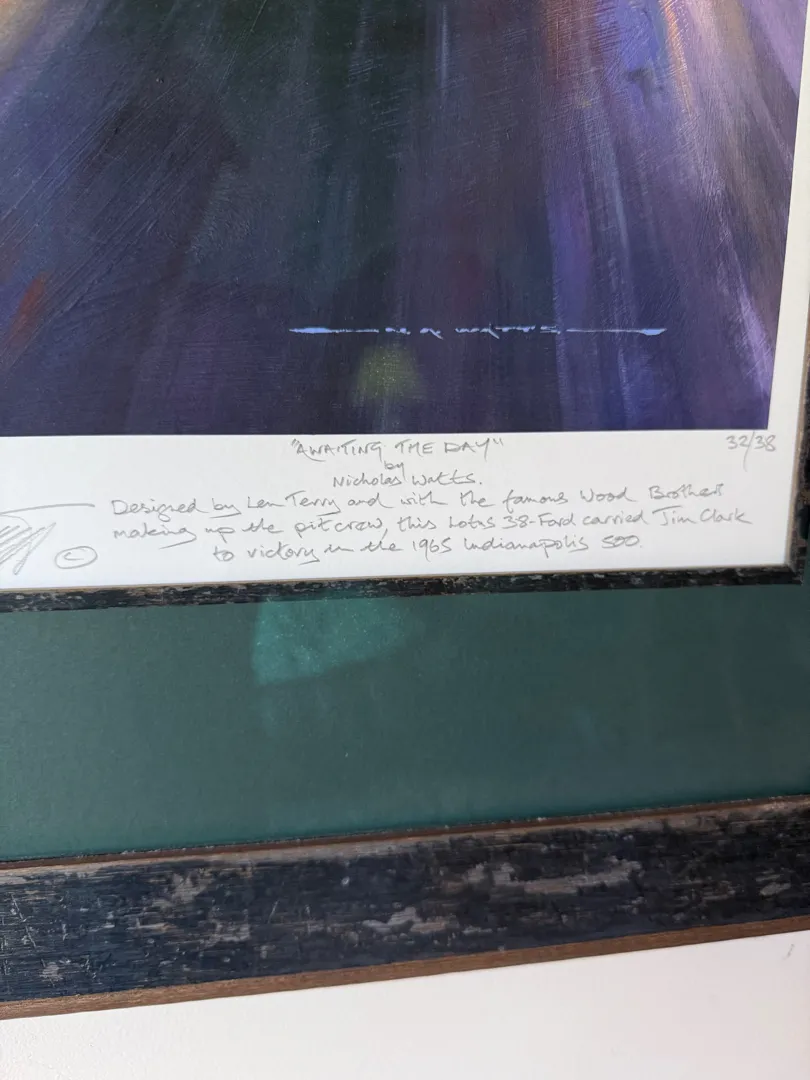 "AWAITING THE DAY"
32/38
by
Nicholas Watts.
Designed by Len Terry and with the famous Wood Brothers
making up the pit crew, this Lotus 38-Ford carried Jim Clark
to victory in the 1965 Indianapolis 500.
©